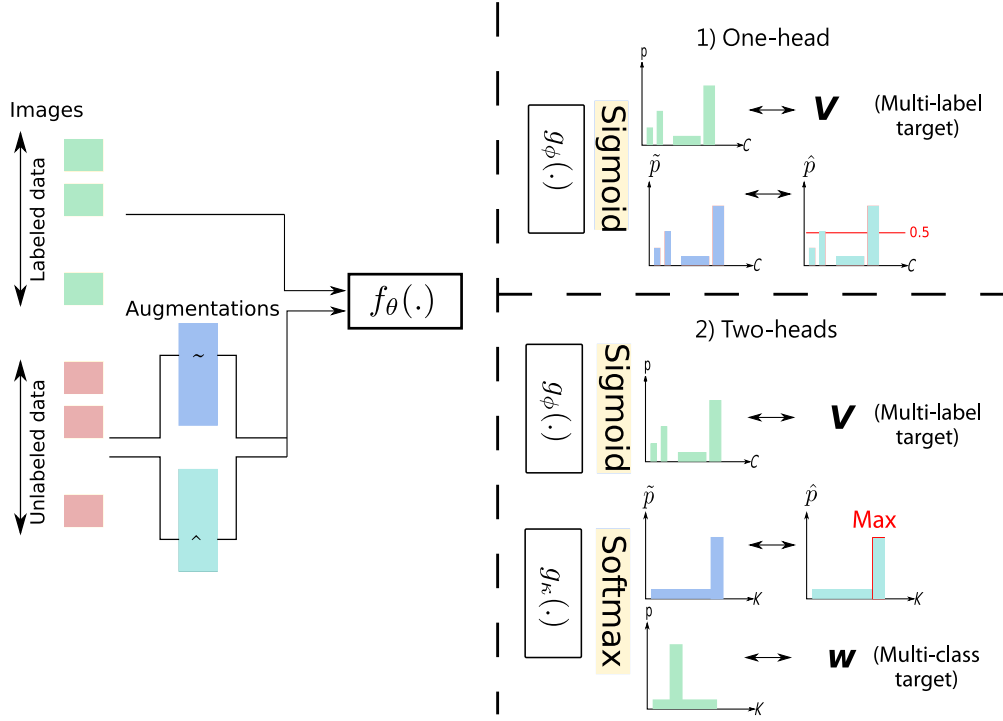 Images
Labeled data
Unlabeled data
Augmentations
~
^
f_θ(.)
1) One-head
g_ϕ(.)
Sigmoid
p
C
V
(Multi-label
target)
p̃
C
p̂
0.5
C
2) Two-heads
g_ϕ(.)
Sigmoid
p
C
V
(Multi-label
target)
g_κ(.)
Softmax
p̃
K
p̂
Max
K
p
K
w
(Multi-class
target)